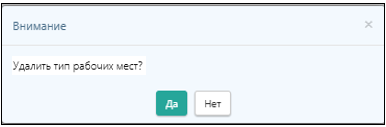 Внимание
×
Удалить тип рабочих мест?
Да
Нет